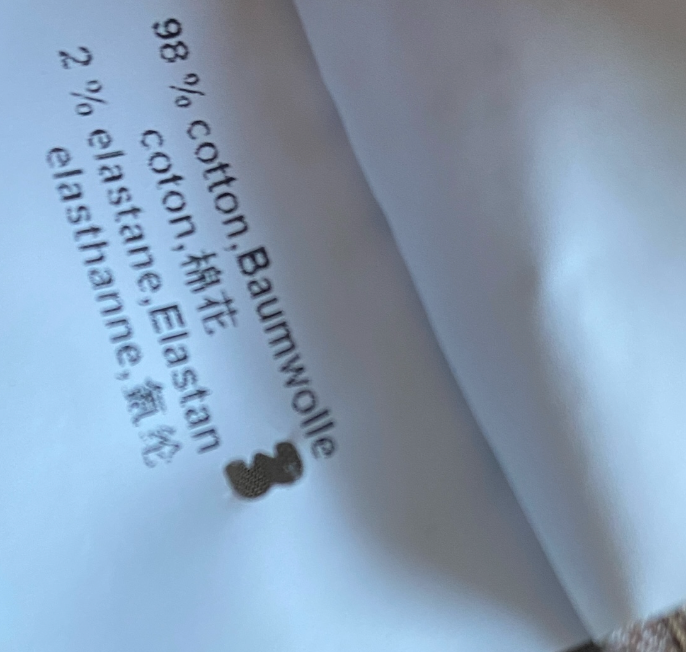 98 % cotton,Baumwolle
coton,棉花
2 % elastane,Elastan
elasthanne,氨纶